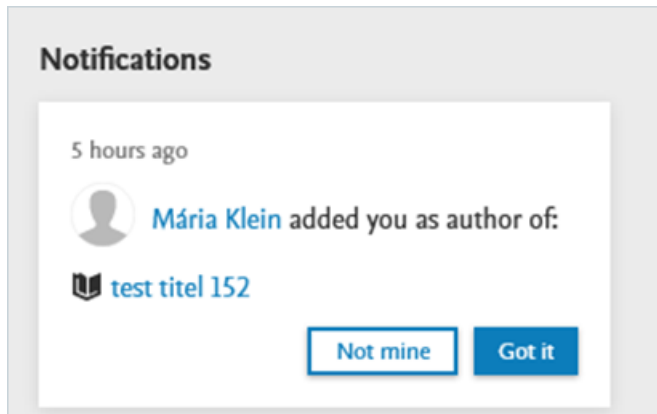 Notifications
5 hours ago
Mária Klein added you as author of:
test titel 152
Not mine
Got it